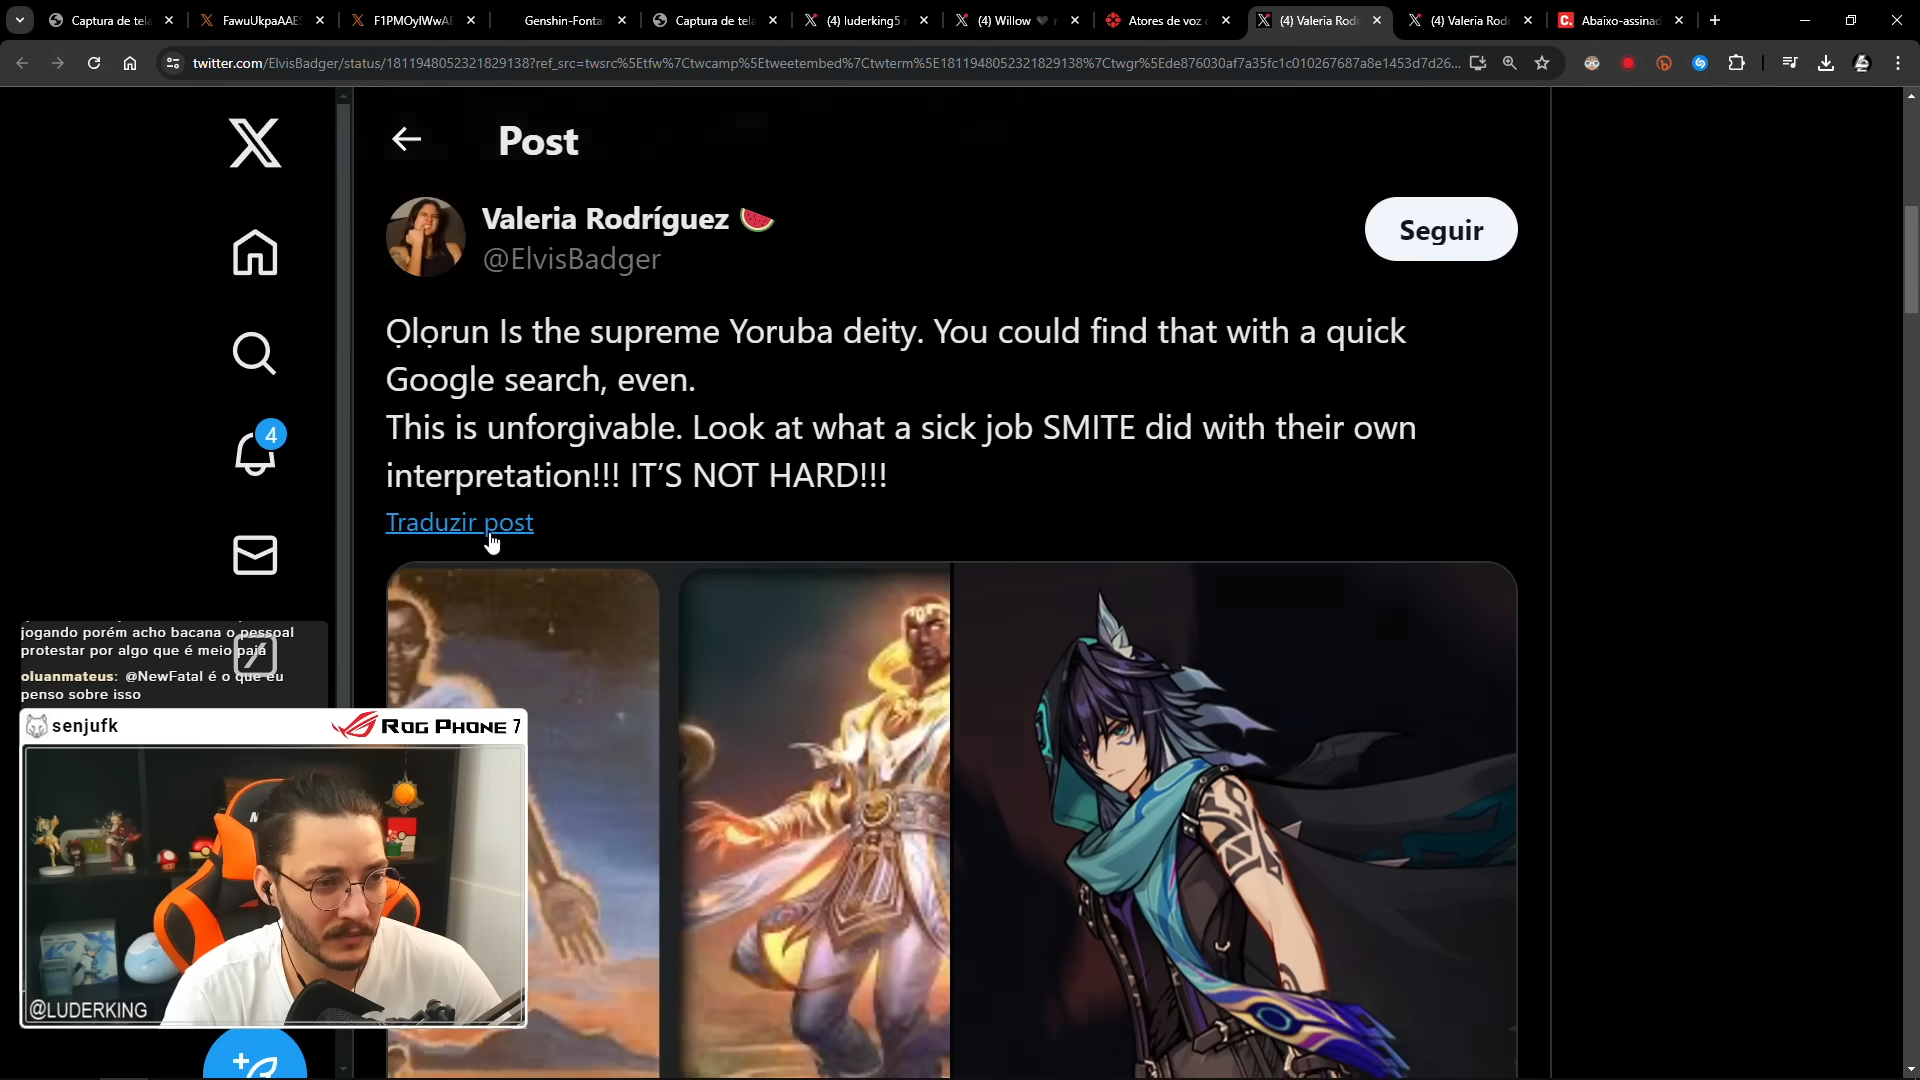 Captura de tela
FawuUkpaAAE
F1PMOylWwAE
Genshin-Fonta
Captura de tela
(4) luderking5
(4) Willow
Atores de voz
(4) Valeria Rodr
(4) Valeria Rodr
Abaixo-assinad
twitter.com/ElvisBadger/status/1811948052321829138?ref_src=twsrc%5Etfw%7Ctwcamp%5Etweetembed%7Ctwterm%5E1811948052321829138%7Ctwgr%5Ede876030af7a35fc1c010267687a8e1453d7d26...
Post
Valeria Rodríguez 🍉
@ElvisBadger
Seguir
Ọlọrun Is the supreme Yoruba deity. You could find that with a quick
Google search, even.
This is unforgivable. Look at what a sick job SMITE did with their own
interpretation!!! IT’S NOT HARD!!!
Traduzir post
4
jogando porém acho bacana o pessoal
protestar por algo que é meio paia
oluanmateus: @NewFatal é o que eu
penso sobre isso
senjufk
ROG PHONE 7
@LUDERKING